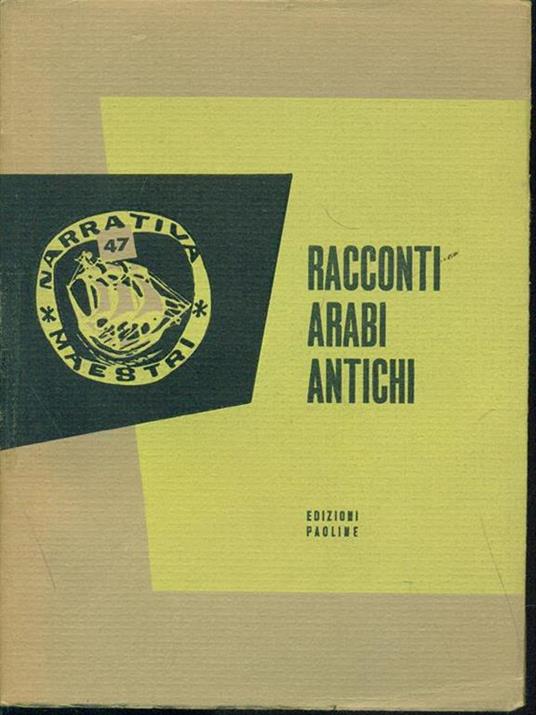 NARRATIVA
47
* MAESTRI *
RACCONTI
ARABI
ANTICHI
EDIZIONI
PAOLINE